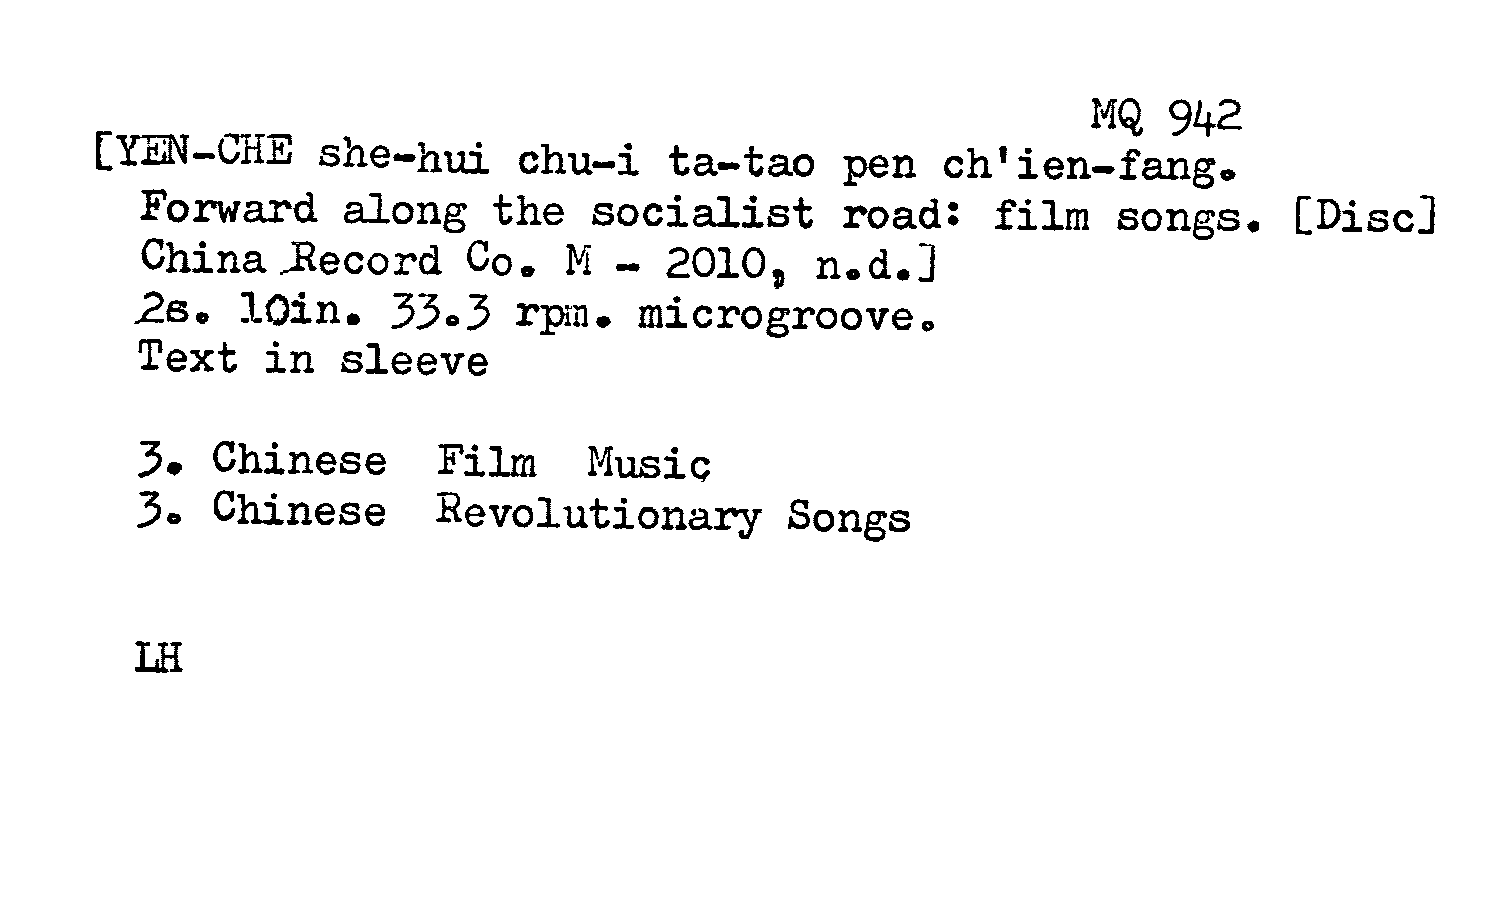 MQ 942
[YEN-CHE she-hui chu-i ta-tao pen ch'ien-fang.
Forward along the socialist road: film songs. [Disc]
China Record Co. M - 2010, n.d.]
2s. 10in. 33.3 rpm. microgroove.
Text in sleeve
3. Chinese Film Music
3. Chinese Revolutionary Songs
LH